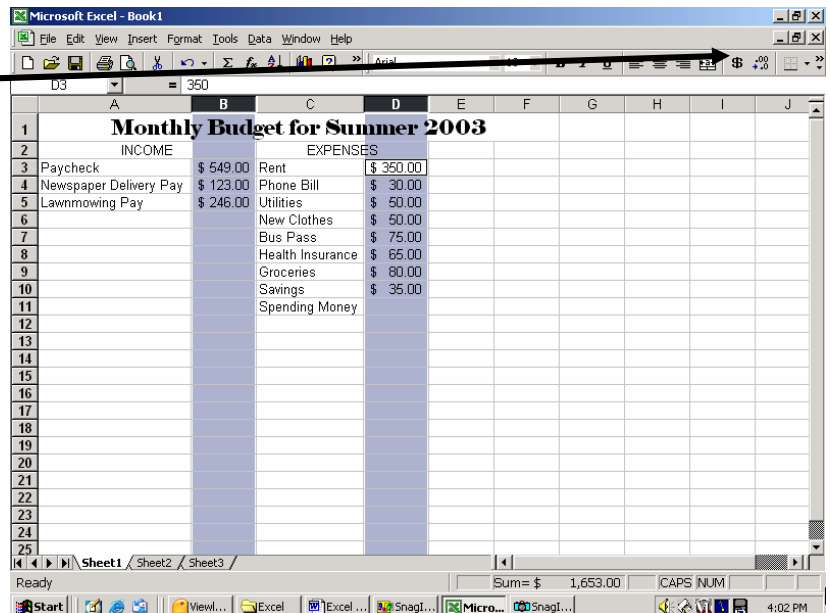 Microsoft Excel - Book1
File Edit View Insert Format Tools Data Window Help
$
D3 = 350
A B C D E F G H I J
1 Monthly Budget for Summer 2003
2 INCOME EXPENSES
3 Paycheck $ 549.00 Rent $ 350.00
4 Newspaper Delivery Pay $ 123.00 Phone Bill $ 30.00
5 Lawnmowing Pay $ 246.00 Utilities $ 50.00
6 New Clothes $ 50.00
7 Bus Pass $ 75.00
8 Health Insurance $ 65.00
9 Groceries $ 80.00
10 Savings $ 35.00
11 Spending Money
12
13
14
15
16
17
18
19
20
21
22
23
24
25
Sheet1 Sheet2 Sheet3
Ready Sum= $ 1,653.00 CAPS NUM
Start Viewl... Excel Excel ... SnagI... Micro... SnagI... 4:02 PM